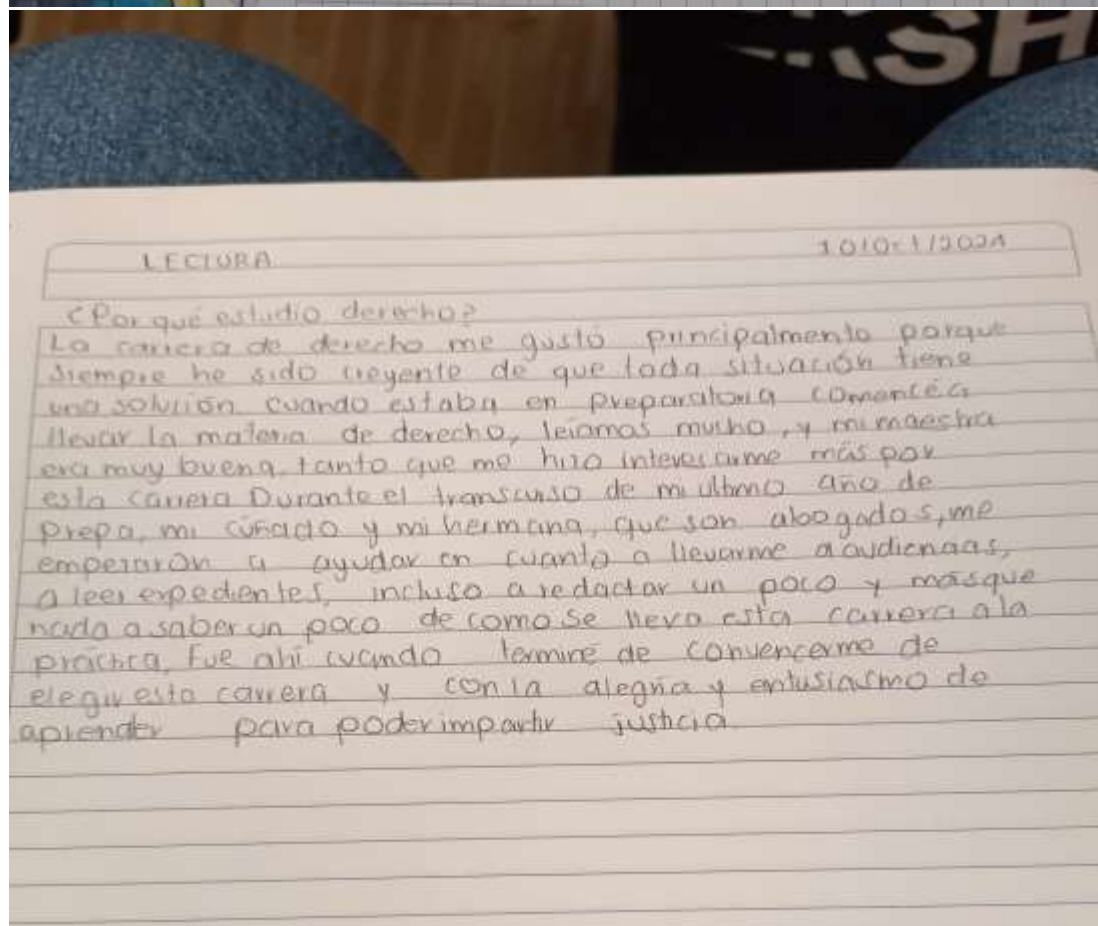 SH
LECTURA
¿Por qué estudio derecho?
La carrera de derecho me gustó principalmente porque
siempre he sido creyente de que toda situación tiene
una solución cuando estaba en preparatoria comencé a
llevar la materia de derecho, leíamos mucho, y mi maestra
era muy buena, tanto que me hizo interesarme más por
esta carrera Durante el transcurso de mi último año de
prepa, mi cuñado y mi hermana, que son abogados, me
empezarón a ayudar en cuanto a llevarme a audiencias,
a leer expedientes, incluso a redactar un poco y más que
nada a saber un poco de como se lleva esta carrera a la
práctica, Fue ahí cuando terminé de convencerme de
elegir esta carrera y con la alegría y entusiasmo de
aprender para poder impartir justicia